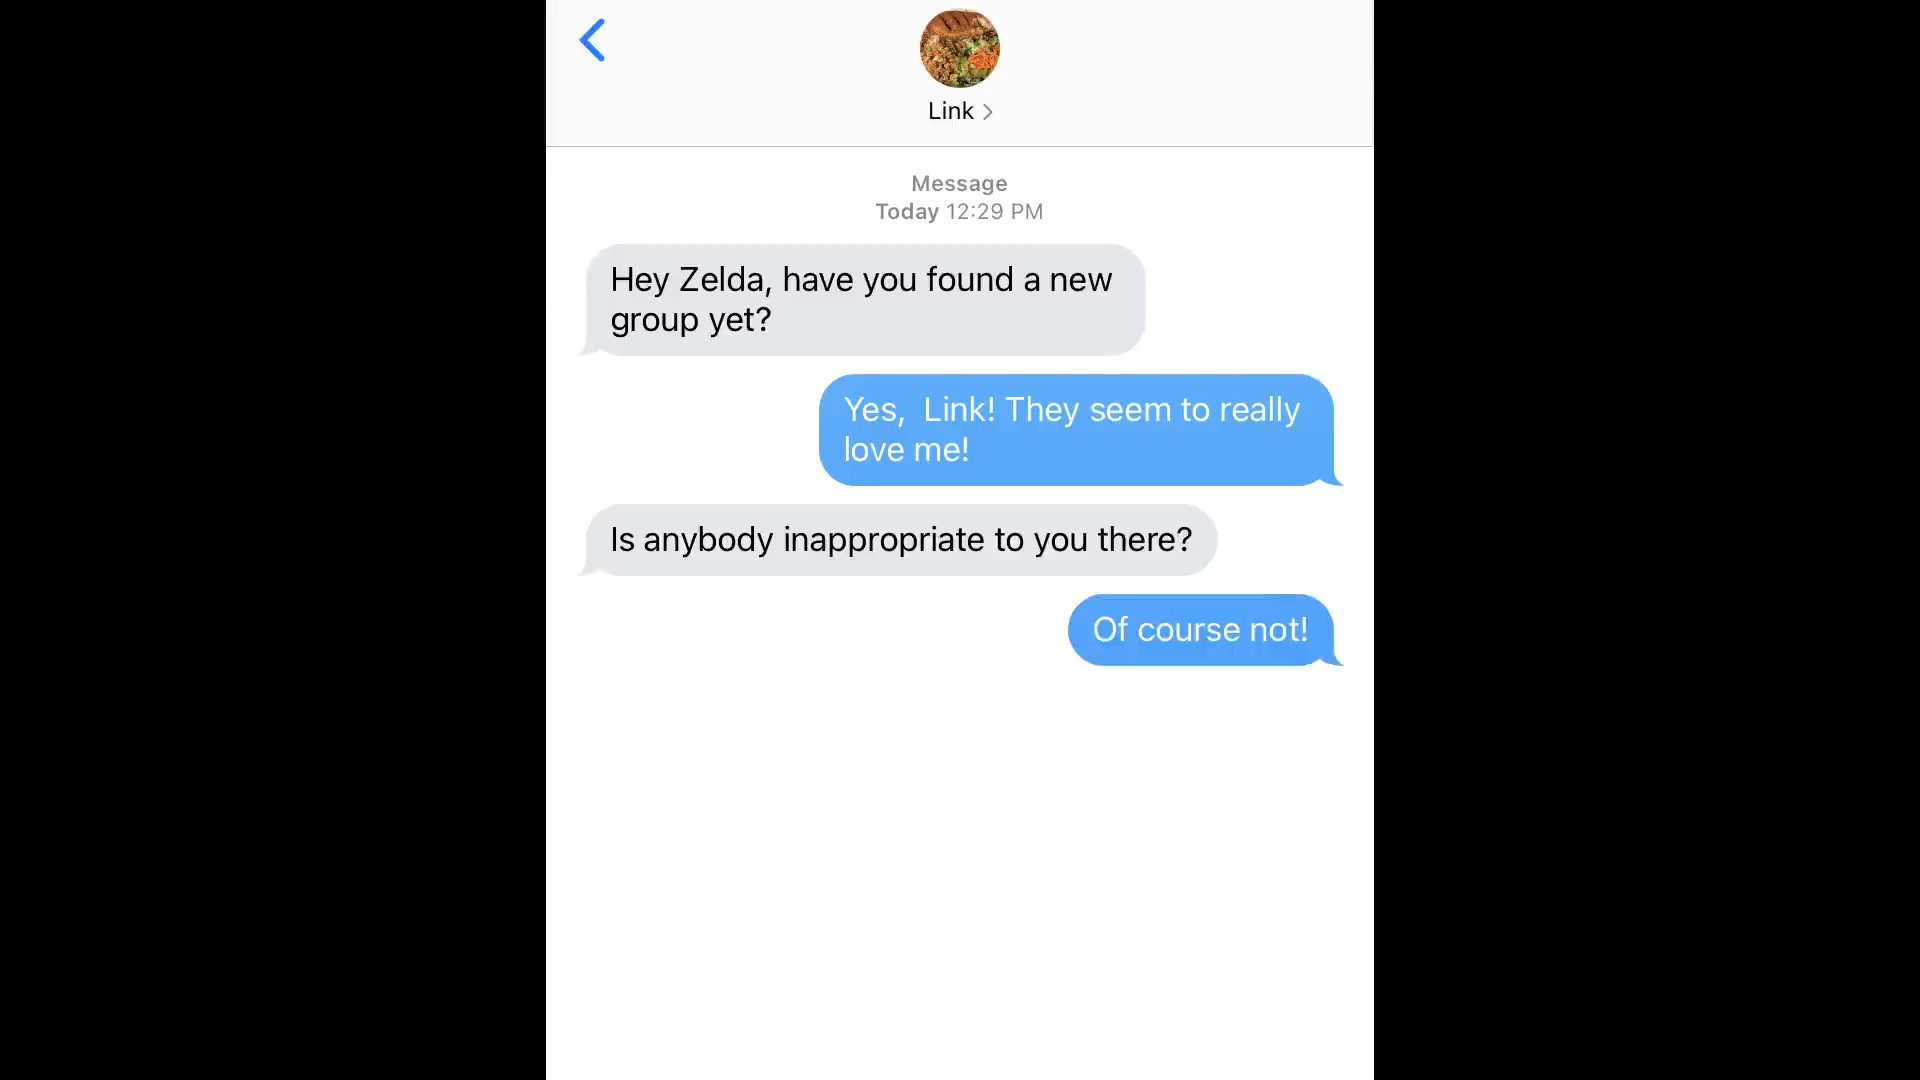 Link
Message
Today 12:29 PM
Hey Zelda, have you found a new
group yet?
Yes,  Link! They seem to really
love me!
Is anybody inappropriate to you there?
Of course not!